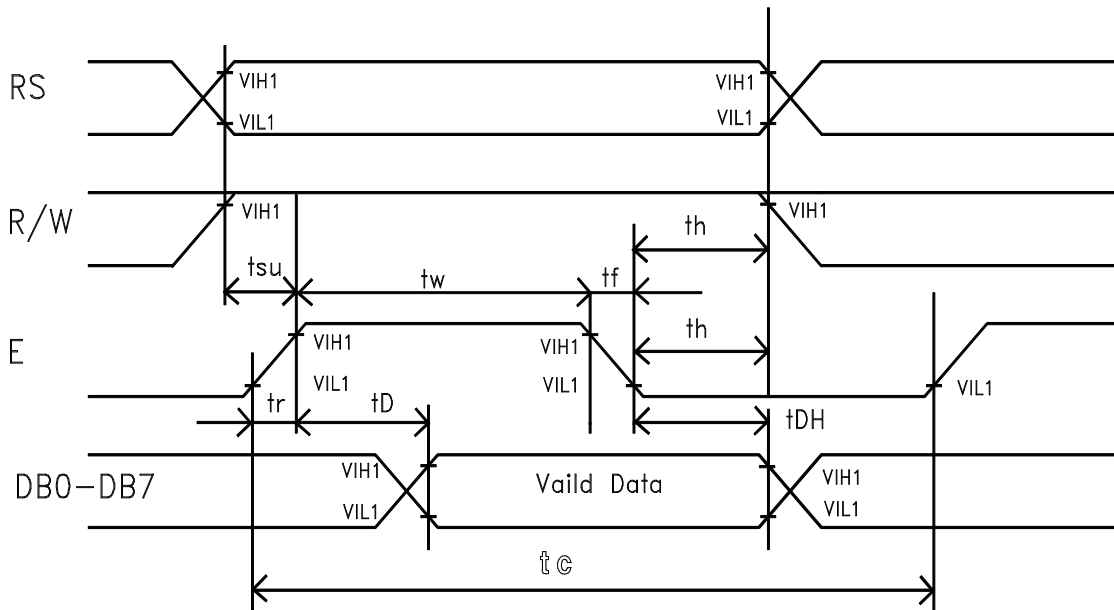 RS
VIH1
VIL1
VIH1
VIL1
R/W
VIH1
VIH1
th
tsu
tw
tf
E
VIH1
VIH1
th
VIL1
VIL1
VIL1
tr
tD
tDH
DB0-DB7
VIH1
Vaild Data
VIH1
VIL1
VIL1
tc